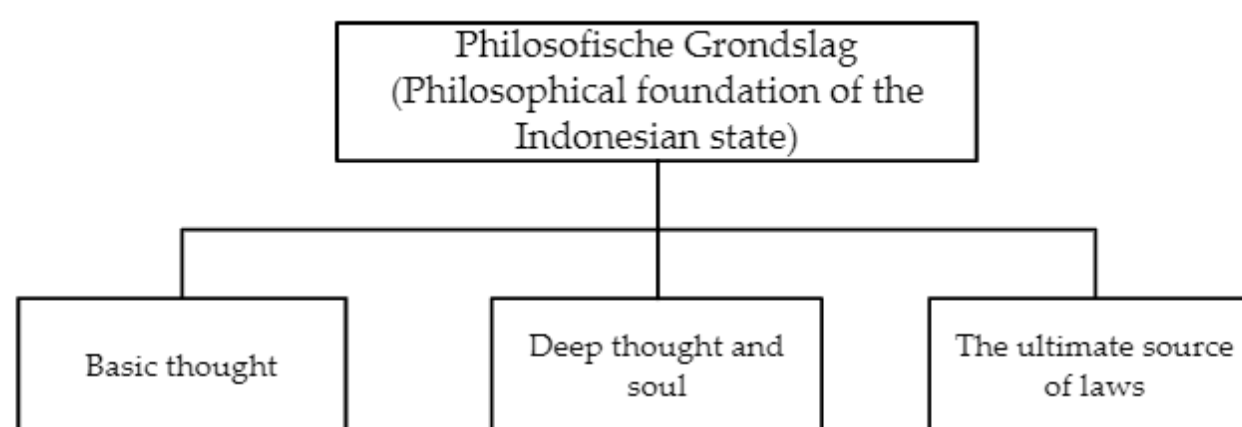 Philosofische Grondslag
(Philosophical foundation of the
Indonesian state)
Basic thought
Deep thought and
soul
The ultimate source
of laws